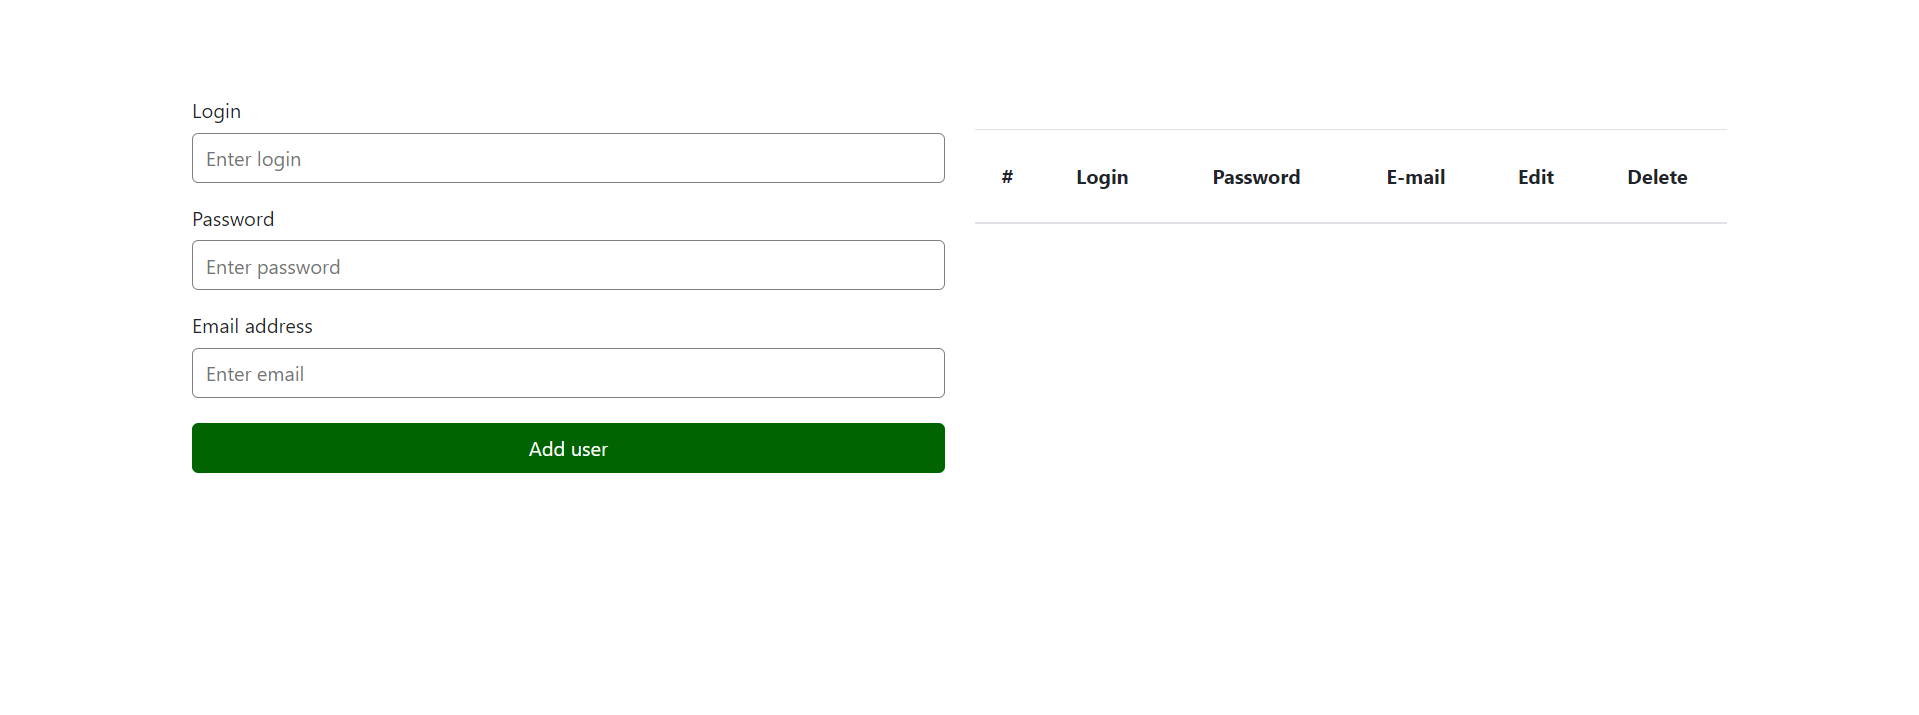 Login
Enter login
Password
Enter password
Email address
Enter email
Add user
# Login Password E-mail Edit Delete